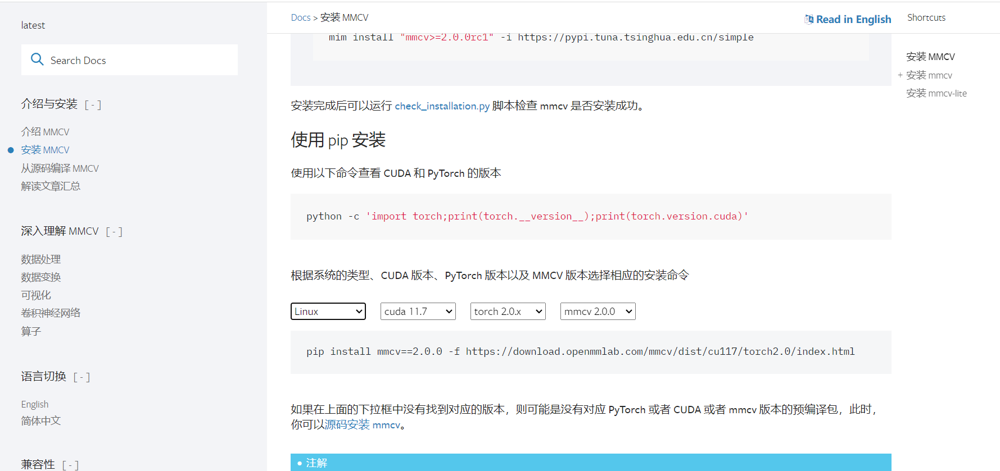 latest
Search Docs
介绍与安装 [ - ]
介绍 MMCV
安装 MMCV
从源码编译 MMCV
解读文章汇总
深入理解 MMCV [ - ]
数据处理
数据变换
可视化
卷积神经网络
算子
语言切换 [ - ]
English
简体中文
兼容性 [ - ]
Docs > 安装 MMCV
Read in English
mim install "mmcv>=2.0.0rc1" -i https://pypi.tuna.tsinghua.edu.cn/simple
安装完成后可以运行 check_installation.py 脚本检查 mmcv 是否安装成功。
使用 pip 安装
使用以下命令查看 CUDA 和 PyTorch 的版本
python -c 'import torch;print(torch.__version__);print(torch.version.cuda)'
根据系统的类型、CUDA 版本、PyTorch 版本以及 MMCV 版本选择相应的安装命令
Linux cuda 11.7 torch 2.0.x mmcv 2.0.0
pip install mmcv==2.0.0 -f https://download.openmmlab.com/mmcv/dist/cu117/torch2.0/index.html
如果在上面的下拉框中没有找到对应的版本，则可能是没有对应 PyTorch 或者 CUDA 或者 mmcv 版本的预编译包，此时，
你可以源码安装 mmcv。
• 注解
Shortcuts
安装 MMCV
+ 安装 mmcv
安装 mmcv-lite